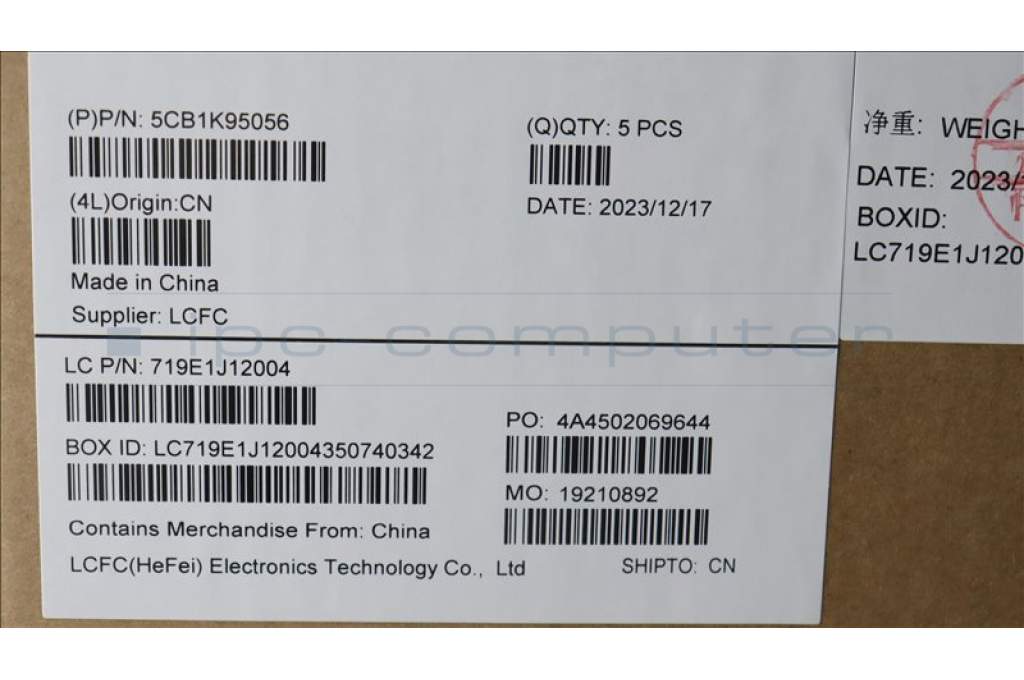 (P)P/N: 5CB1K95056
(Q)QTY: 5 PCS
(4L)Origin:CN
DATE: 2023/12/17
Made in China
Supplier: LCFC
ipc computer
LC P/N: 719E1J12004
PO: 4A4502069644
BOX ID: LC719E1J12004350740342
MO: 19210892
Contains Merchandise From: China
LCFC(HeFei) Electronics Technology Co., Ltd
SHIPTO: CN
净重: WEIGH
DATE: 2023/
BOXID:
LC719E1J120